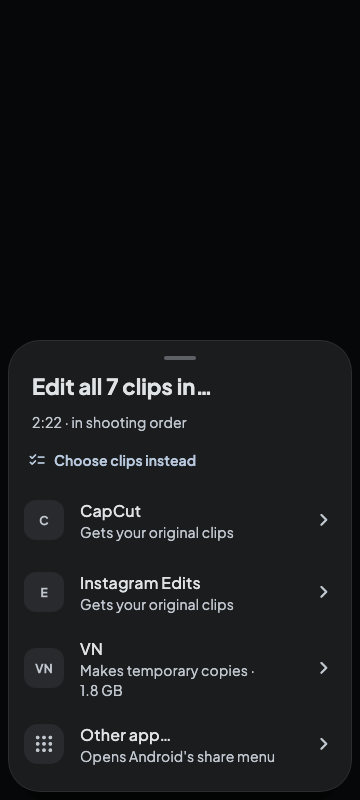 Edit all 7 clips in…
2:22 · in shooting order
Choose clips instead
C
CapCut
Gets your original clips
E
Instagram Edits
Gets your original clips
VN
VN
Makes temporary copies ·
1.8 GB
Other app…
Opens Android's share menu